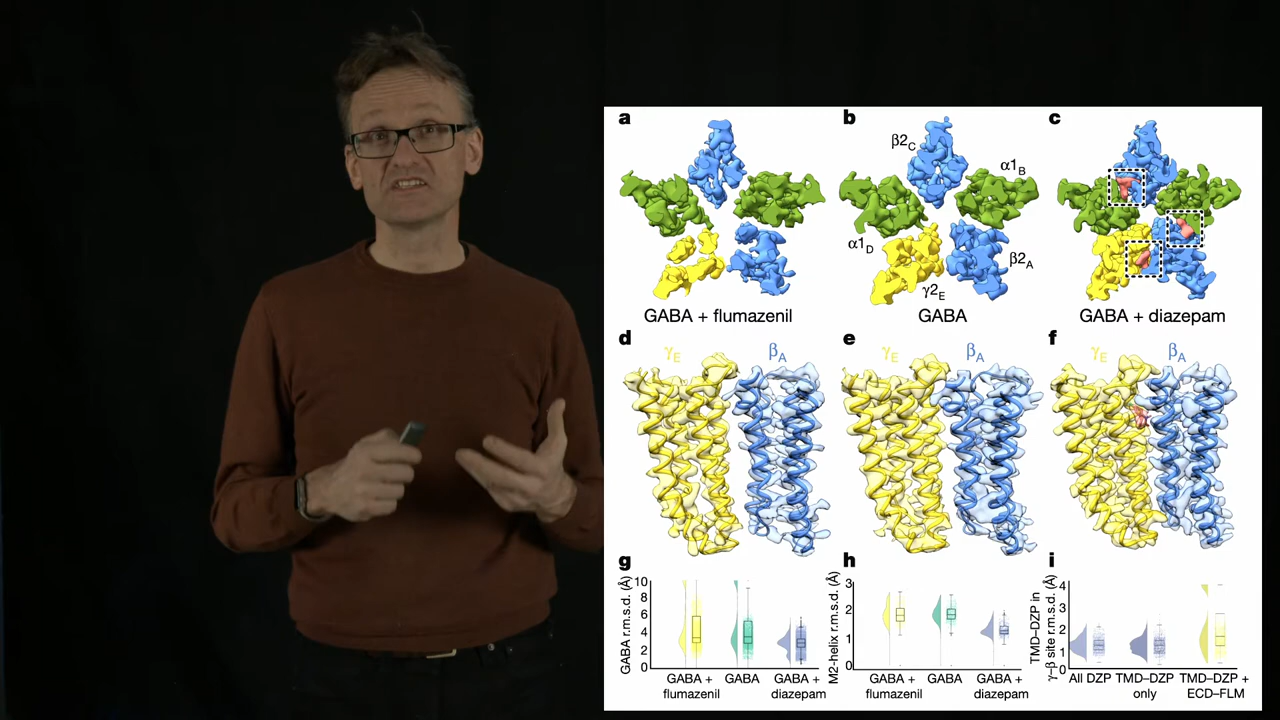 a
b
c
β2C
α1B
α1D
β2A
γ2E
GABA + flumazenil
GABA
GABA + diazepam
d
e
f
γE
βA
γE
βA
γE
βA
g
h
i
GABA r.m.s.d. (Å)
10
8
6
4
2
0
GABA +
flumazenil
GABA
GABA +
diazepam
M2-helix r.m.s.d. (Å)
3
2
1
0
GABA +
flumazenil
GABA
GABA +
diazepam
TMD–DZP in
γ–β site r.m.s.d. (Å)
4
3
2
1
0
All DZP
TMD–DZP
only
TMD–DZP +
ECD–FLM